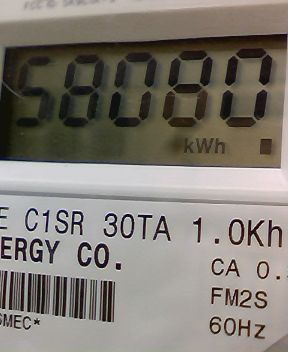 58080
kWh
E C1SR 30TA 1.0Kh
ERGY CO.
CA 0.
FM2S
SMEC*
60Hz